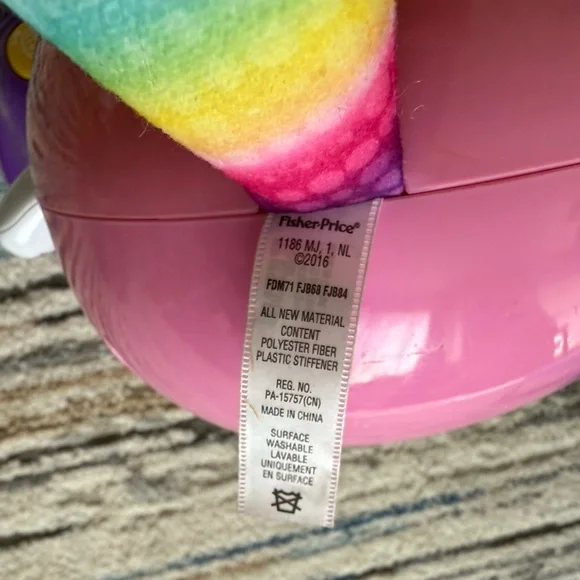 Fisher-Price®
1186 MJ, 1, NL
©2016
FDM71 FJB68 FJB84
ALL NEW MATERIAL
CONTENT
POLYESTER FIBER
PLASTIC STIFFENER
REG. NO.
PA-15757(CN)
MADE IN CHINA
SURFACE
WASHABLE
LAVABLE
UNIQUEMENT
EN SURFACE